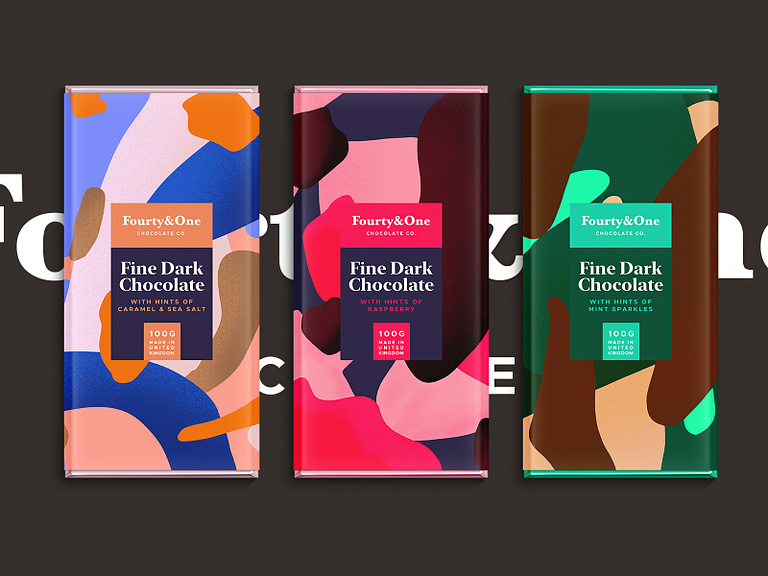 Fourty&One
CHOCOLATE CO.
Fine Dark
Chocolate
WITH HINTS OF
CARAMEL & SEA SALT
100G
MADE IN
UNITED
KINGDOM
Fourty&One
CHOCOLATE CO.
Fine Dark
Chocolate
WITH HINTS OF
RASPBERRY
100G
MADE IN
UNITED
KINGDOM
Fourty&One
CHOCOLATE CO.
Fine Dark
Chocolate
WITH HINTS OF
MINT SPARKLES
100G
MADE IN
UNITED
KINGDOM